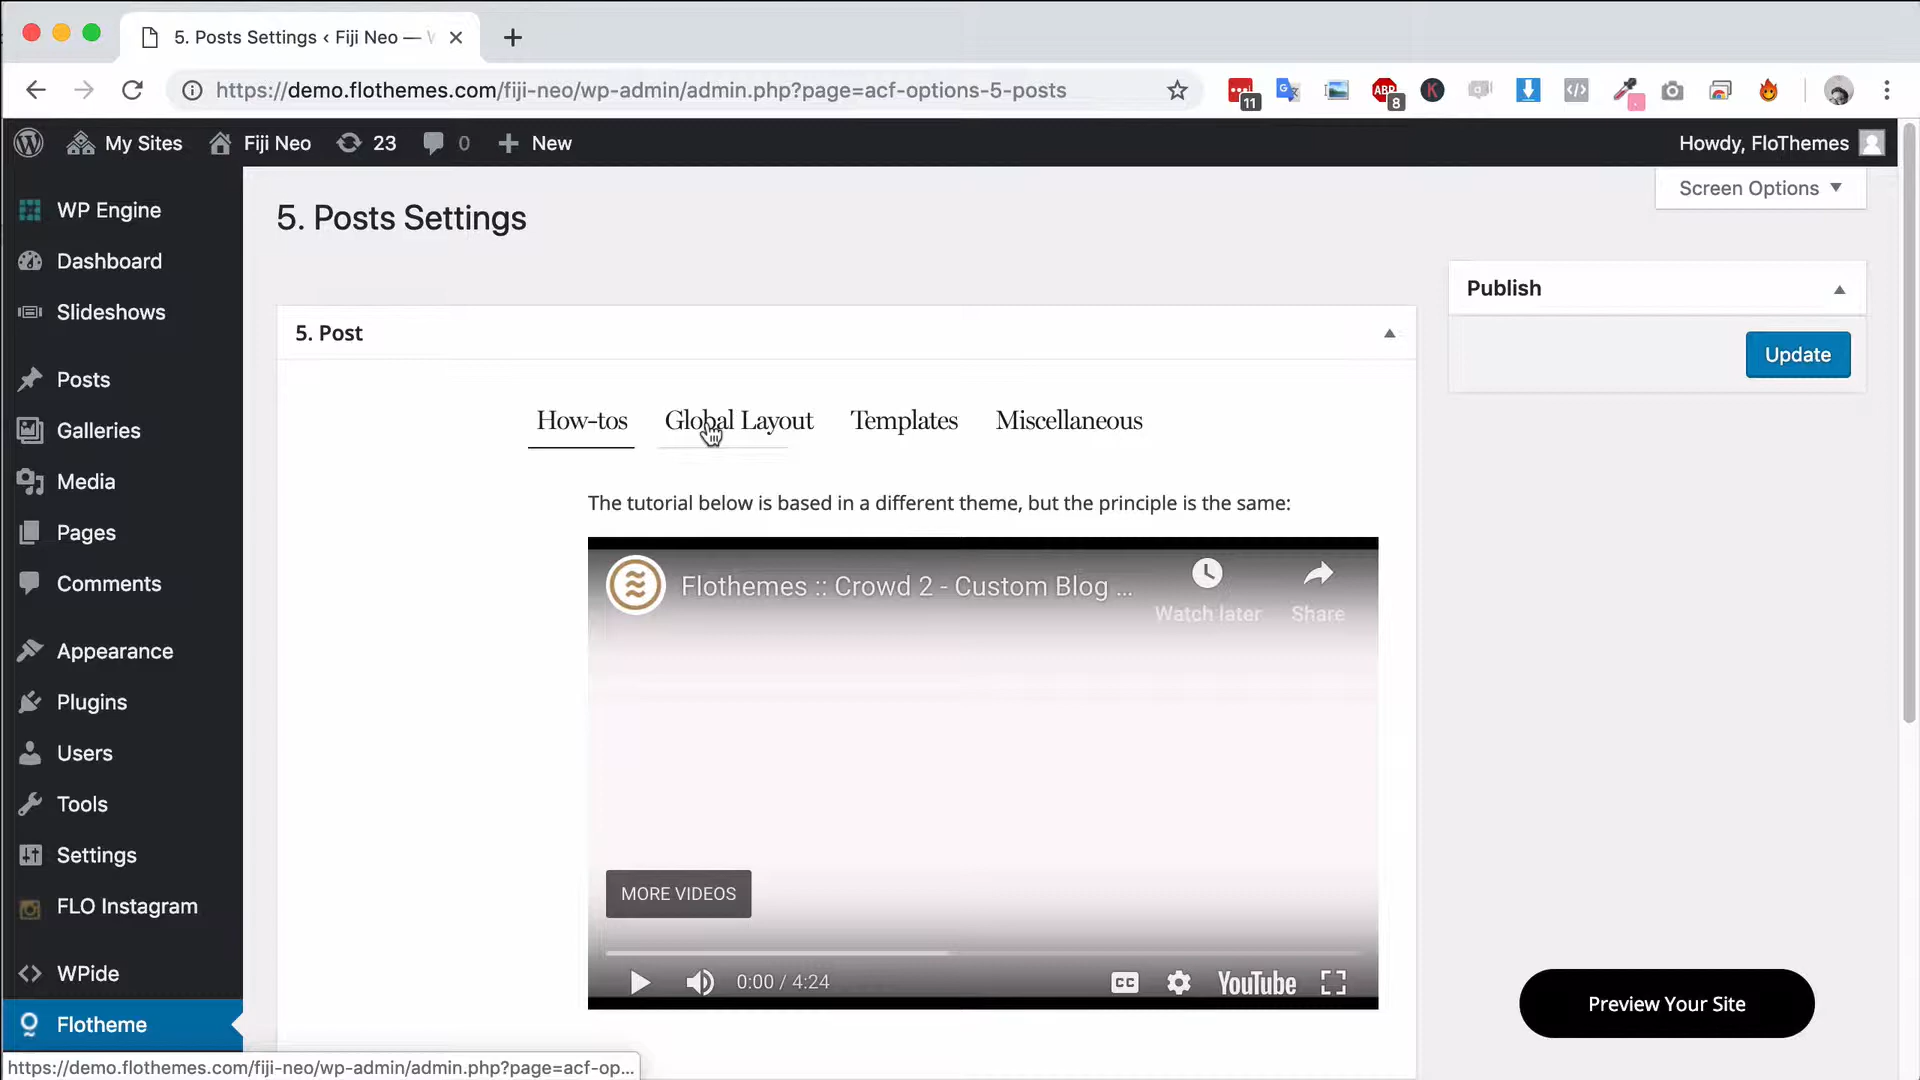 5. Posts Settings ‹ Fiji Neo —
https://demo.flothemes.com/fiji-neo/wp-admin/admin.php?page=acf-options-5-posts
11
ABP
8
K
My Sites
Fiji Neo
23
0
New
Howdy, FloThemes
Screen Options
WP Engine
Dashboard
Slideshows
Posts
Galleries
Media
Pages
Comments
Appearance
Plugins
Users
Tools
Settings
FLO Instagram
WPide
Flotheme
5. Posts Settings
5. Post
How-tos Global Layout Templates Miscellaneous
The tutorial below is based in a different theme, but the principle is the same:
Flothemes :: Crowd 2 - Custom Blog ...
Watch later
Share
MORE VIDEOS
0:00 / 4:24
CC
YouTube
Publish
Update
Preview Your Site
https://demo.flothemes.com/fiji-neo/wp-admin/admin.php?page=acf-op...